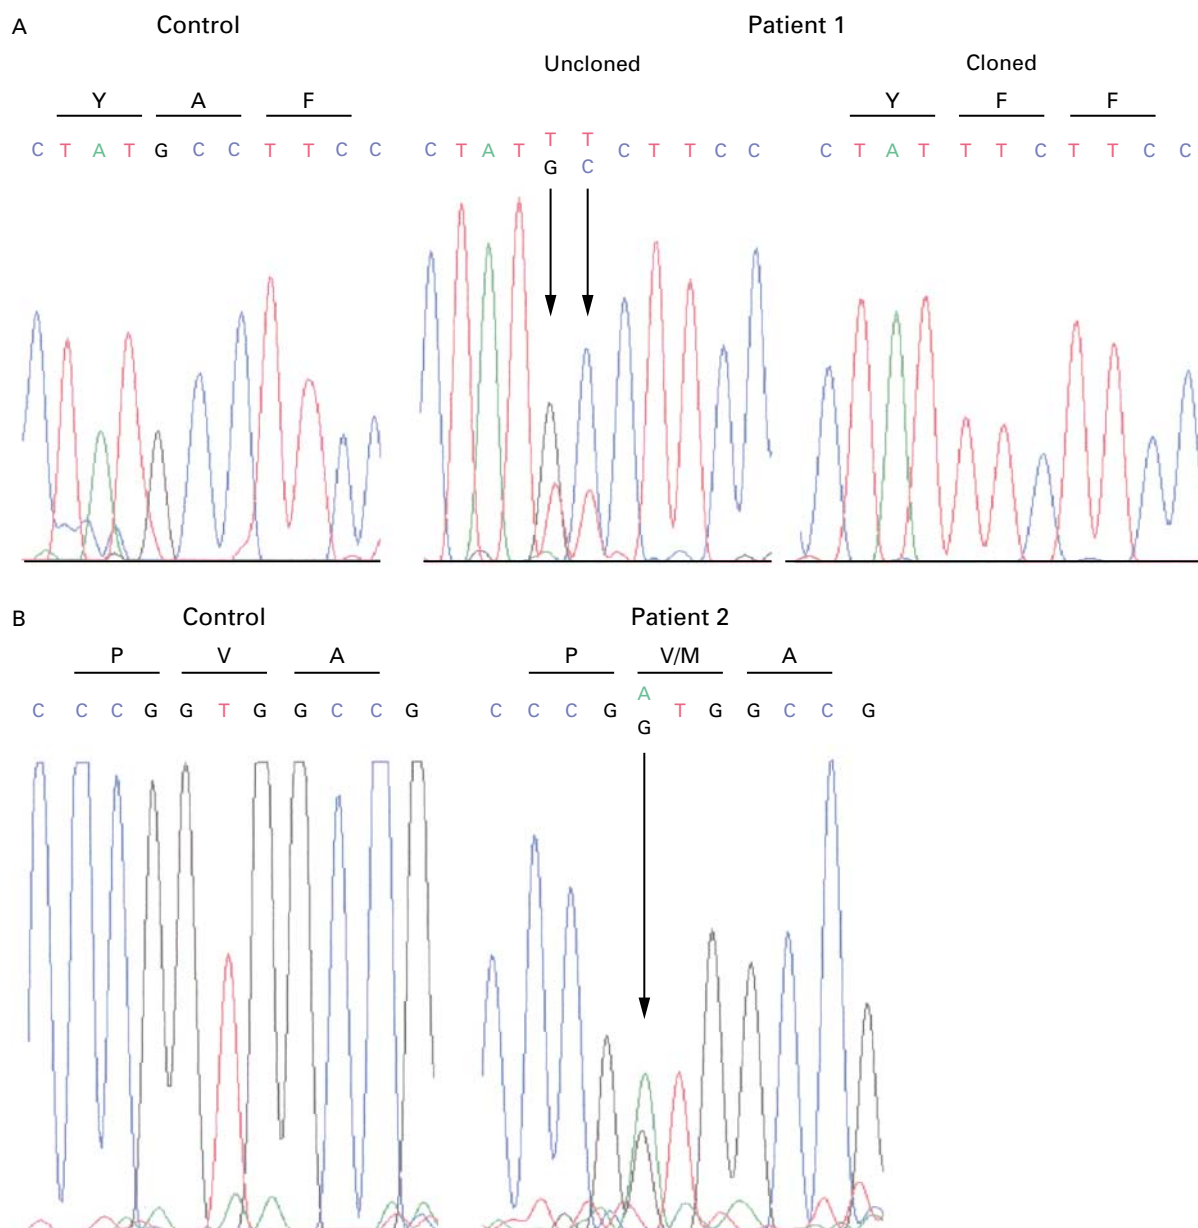 A Control Patient 1
Uncloned Cloned
Y A F Y F F
T T
C T A T G C C T T C C C T A T C T T C C C T A T T T C T T C C
G C
B Control Patient 2
P V A P V/M A
A
C C C G G T G G C C G C C C G T G G C C G
G